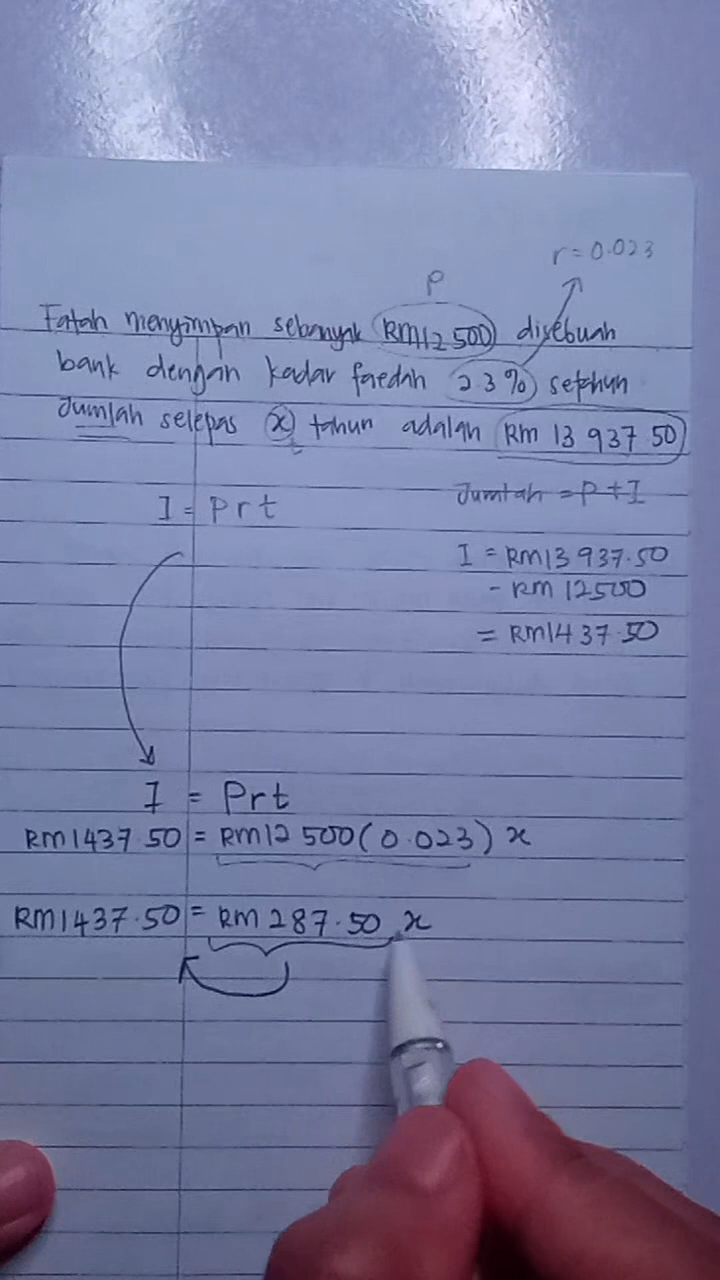 r = 0.023
P
Fatah menyimpan sebanyak RM12 500 disebuah
bank dengan kadar faedah 2.3% setahun
Jumlah selepas x tahun adalah Rm 13 937 50
t
I = Prt
Jumlah = P + I
I = RM13 937.50
- RM 12500
= RM1437.50
I = Prt
RM1437.50 = RM12 500(0.023) x
RM1437.50 = RM 287.50 x